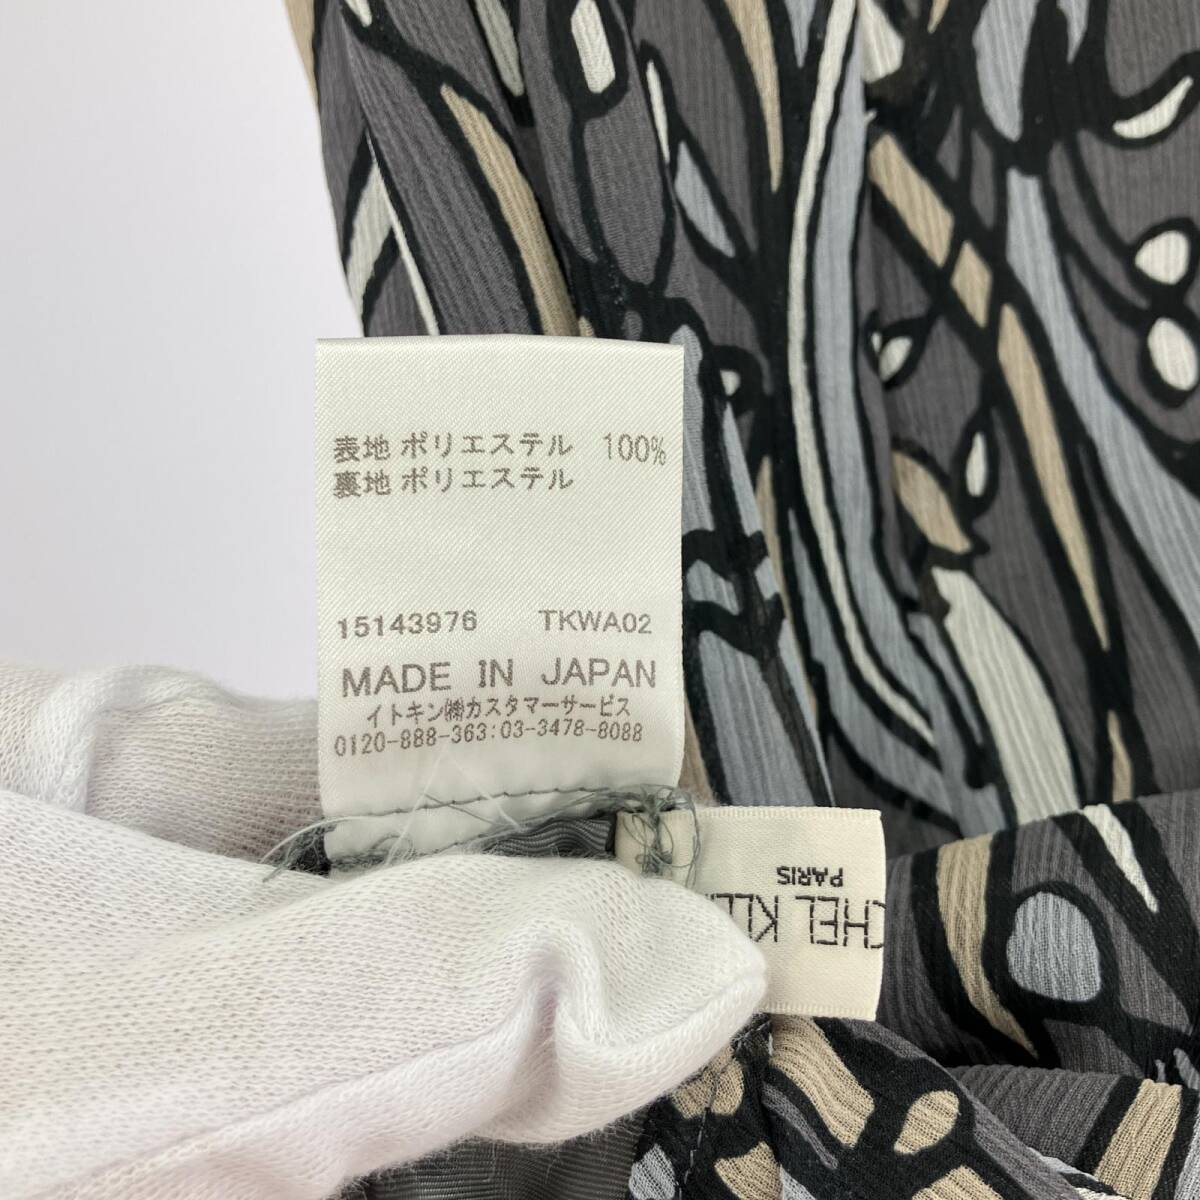 表地 ポリエステル 100%
裏地 ポリエステル
15143976 TKWA02
MADE IN JAPAN
イトキン㈱カスタマーサービス
0120-888-363:03-3478-8088
PARIS